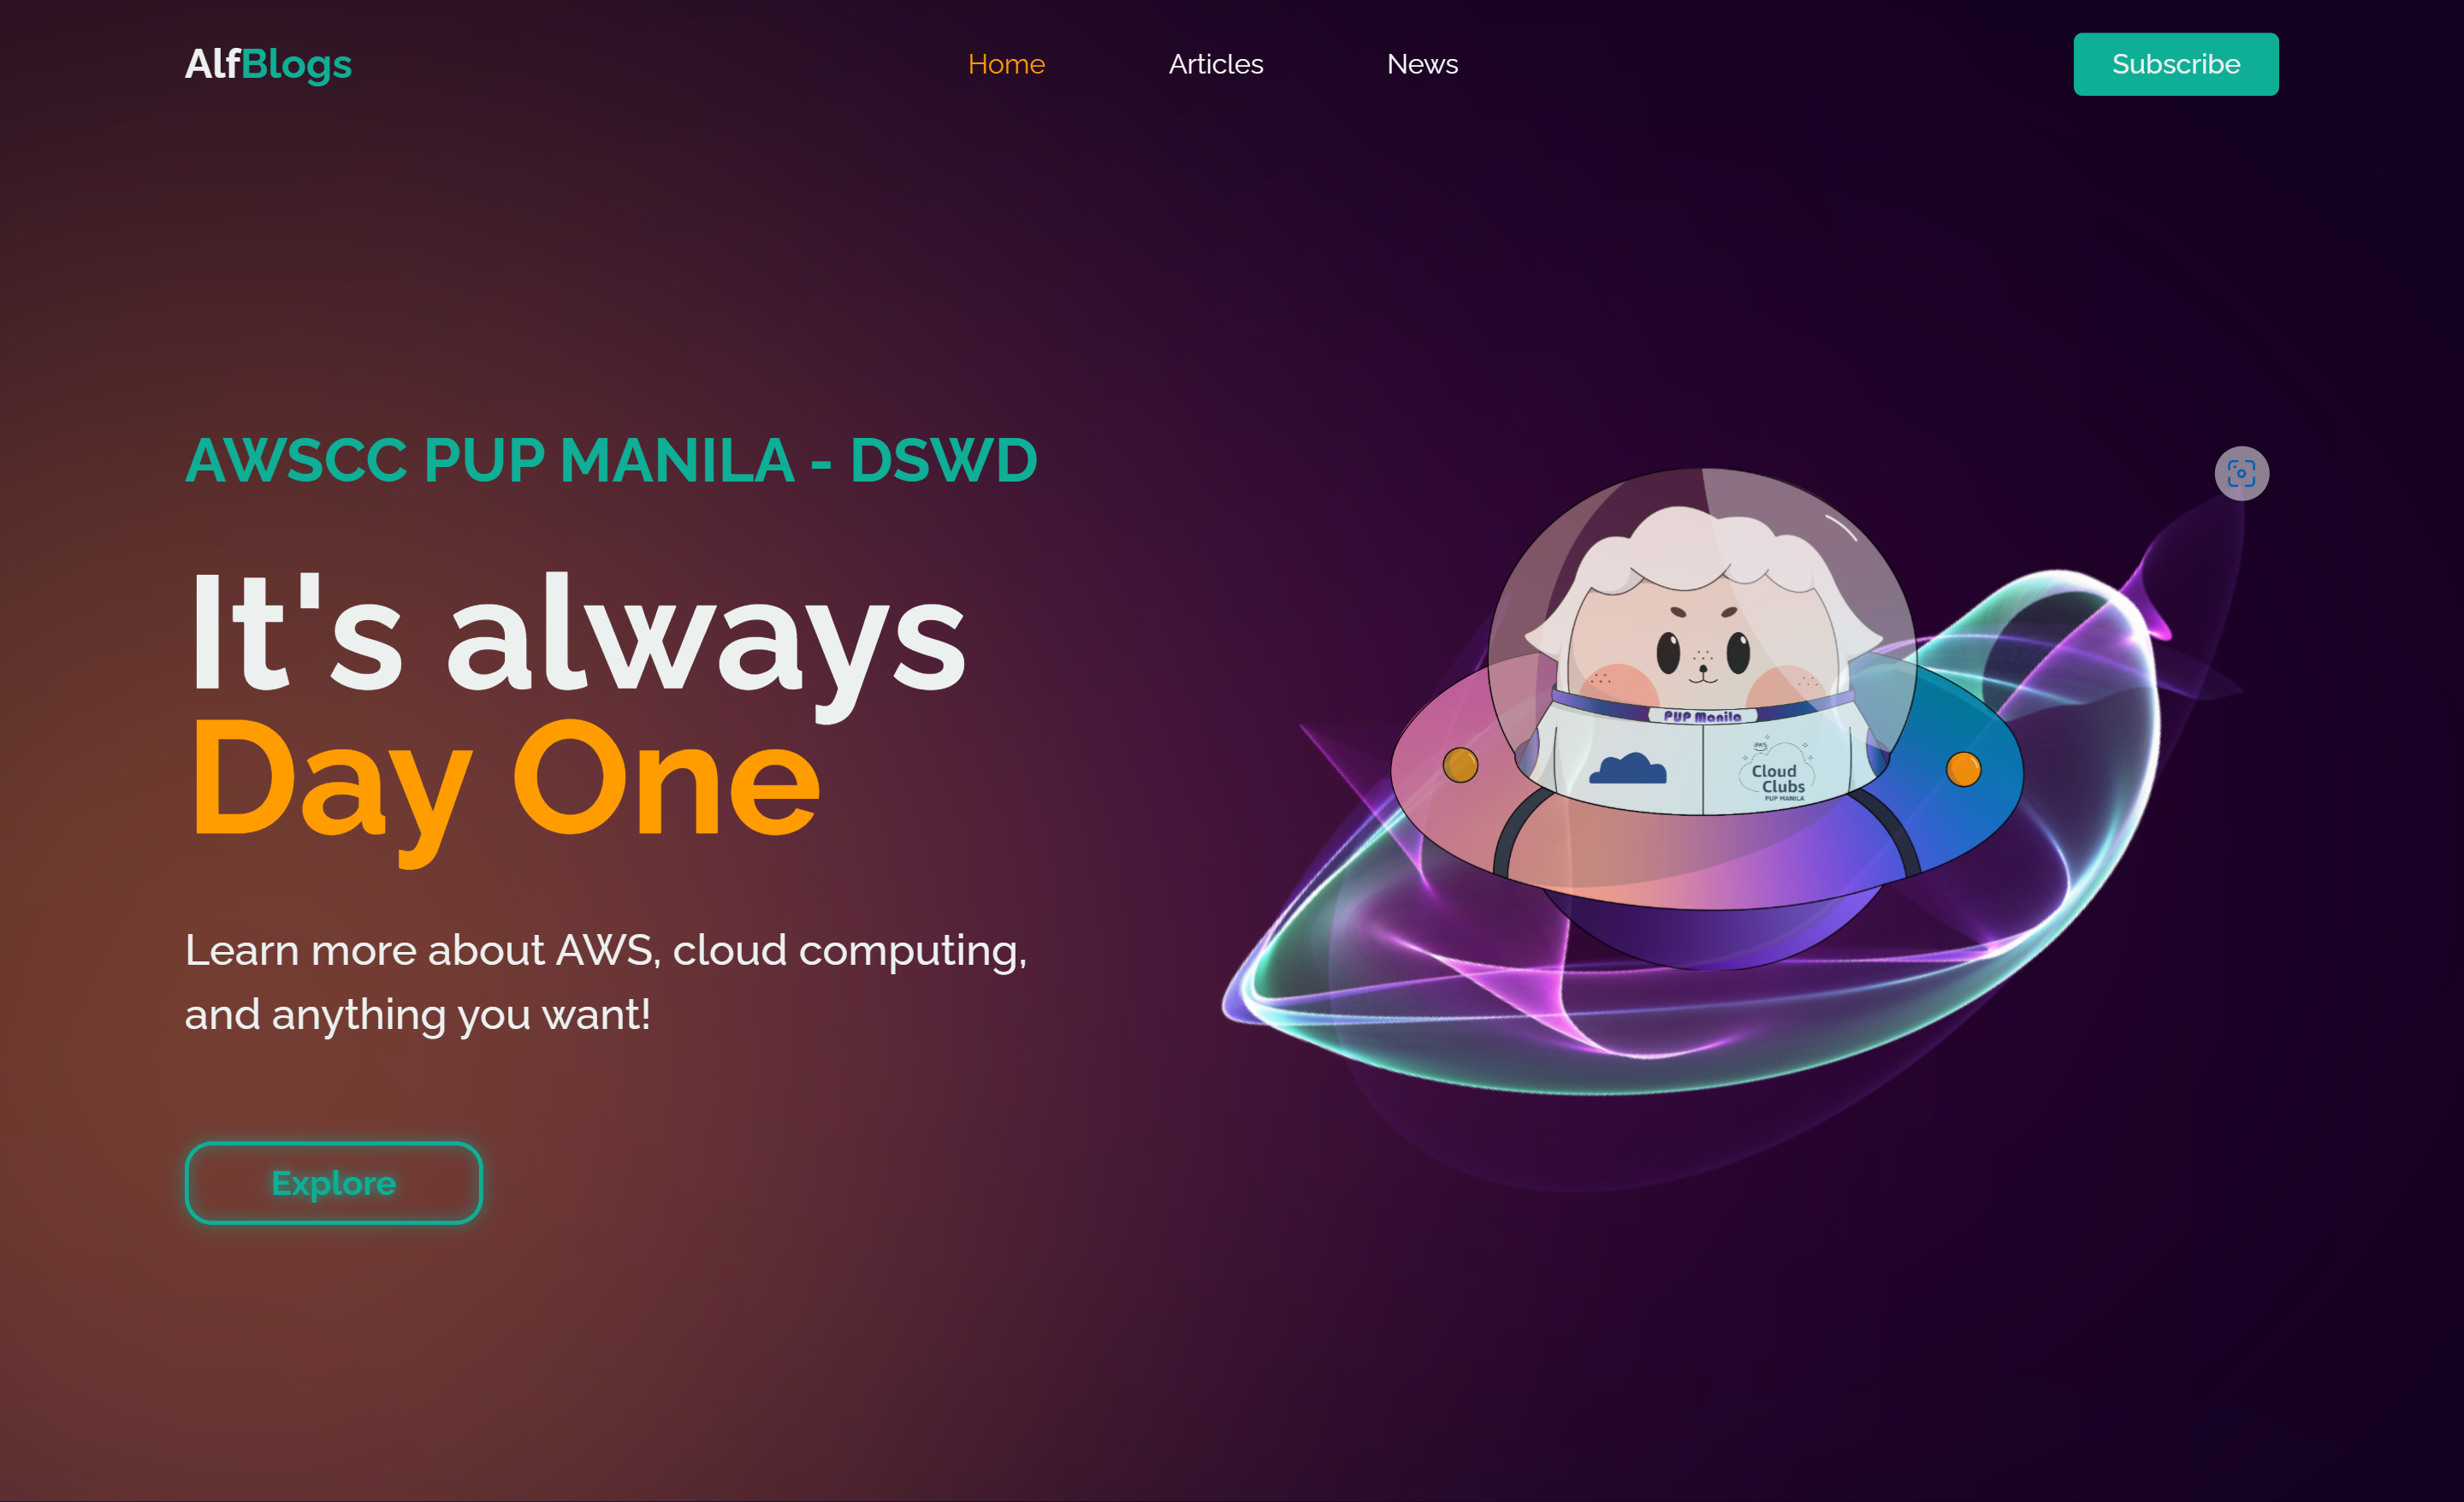 AlfBlogs
Home
Articles
News
Subscribe
AWSCC PUP MANILA - DSWD
It's always
Day One
Learn more about AWS, cloud computing,
and anything you want!
Explore
PUP Manila
aws
Cloud
Clubs
PUP MANILA